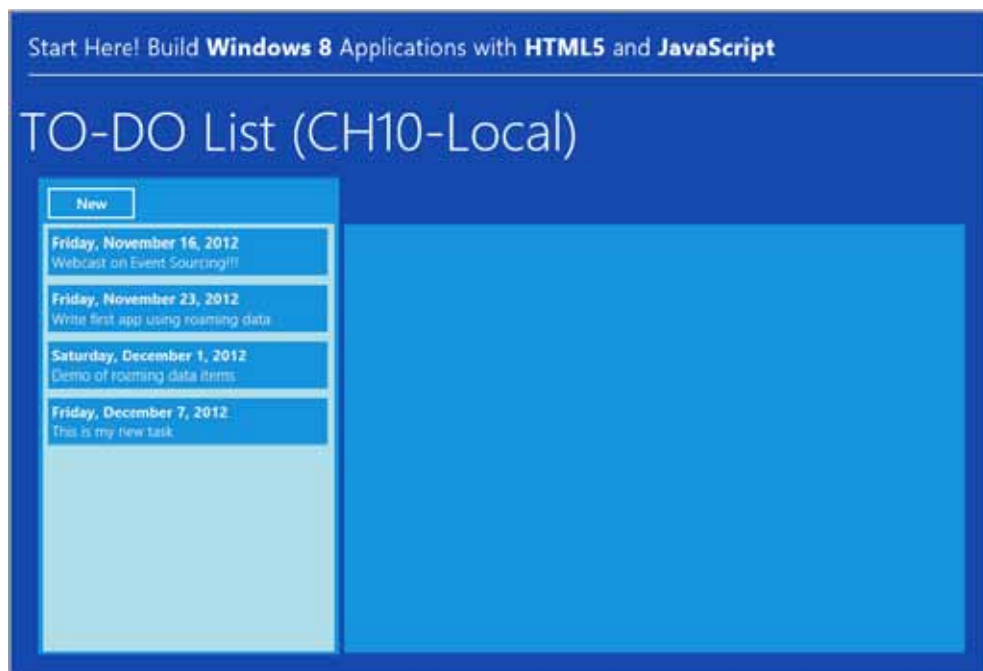 Start Here! Build Windows 8 Applications with HTML5 and JavaScript
TO-DO List (CH10-Local)
New
Friday, November 16, 2012
Webcast on Event Sourcing!!!
Friday, November 23, 2012
Write first app using roaming data
Saturday, December 1, 2012
Demo of roaming data items
Friday, December 7, 2012
This is my new task